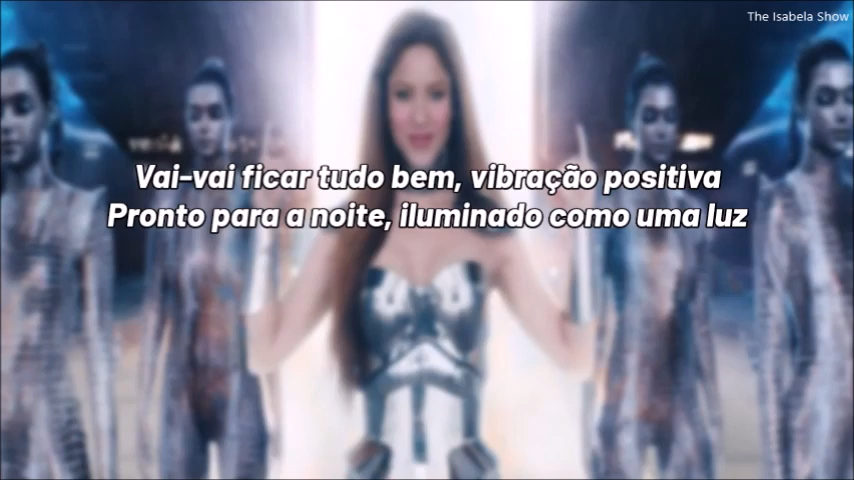 The Isabela Show
Vai-vai ficar tudo bem, vibração positiva
Pronto para a noite, iluminado como uma luz